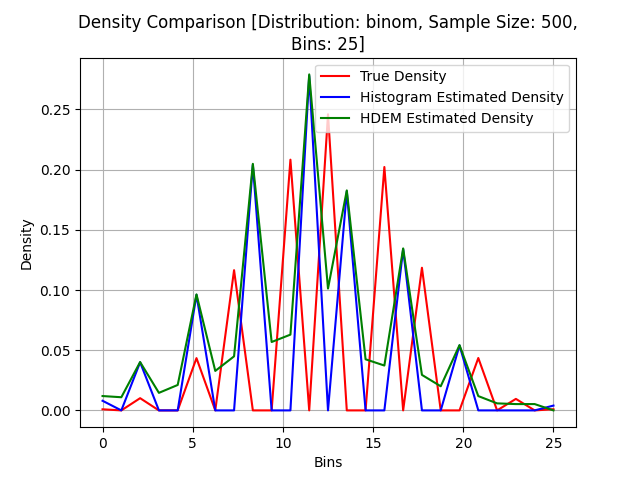 Density Comparison [Distribution: binom, Sample Size: 500,
Bins: 25]
True Density
Histogram Estimated Density
HDEM Estimated Density
Density
0.25
0.20
0.15
0.10
0.05
0.00
0 5 10 15 20 25
Bins